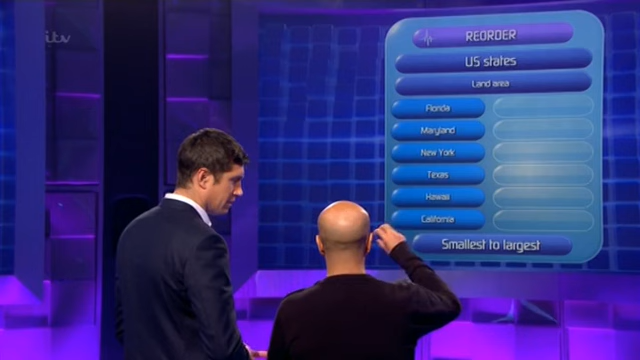 itv
REORDER
US states
Land area
Florida
Maryland
New York
Texas
Hawaii
California
Smallest to largest